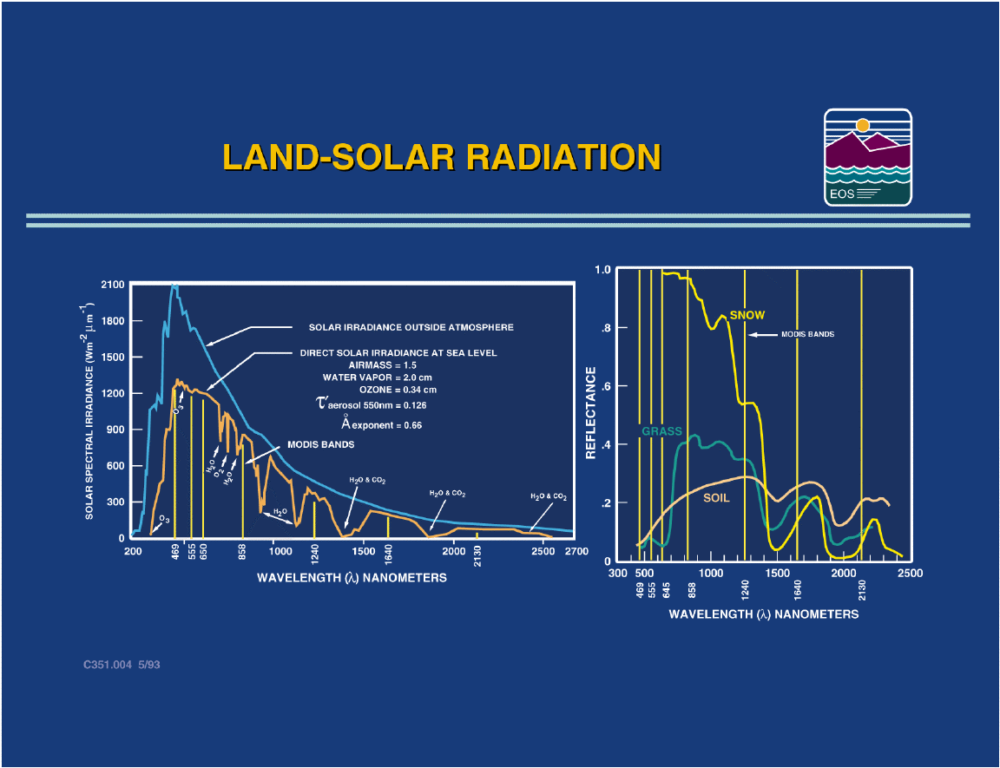 LAND-SOLAR RADIATION
EOS
SOLAR SPECTRAL IRRADIANCE (Wm-2 μm-1)
2100
1800
1500
1200
900
600
300
0
SOLAR IRRADIANCE OUTSIDE ATMOSPHERE
DIRECT SOLAR IRRADIANCE AT SEA LEVEL
AIRMASS = 1.5
WATER VAPOR = 2.0 cm
OZONE = 0.34 cm
τ′ aerosol 550nm = 0.126
Å exponent = 0.66
MODIS BANDS
O3
O3
H2O
O2
H2O
H2O
H2O & CO2
H2O & CO2
H2O & CO2
200 469 555 650 858 1000 1240 1500 1640 2000 2130 2500 2700
WAVELENGTH (λ) NANOMETERS
REFLECTANCE
1.0
.8
.6
.4
.2
0
SNOW
MODIS BANDS
GRASS
SOIL
300 500 1000 1500 2000 2500
469 555 645 858 1240 1640 2130
WAVELENGTH (λ) NANOMETERS
C351.004 5/93